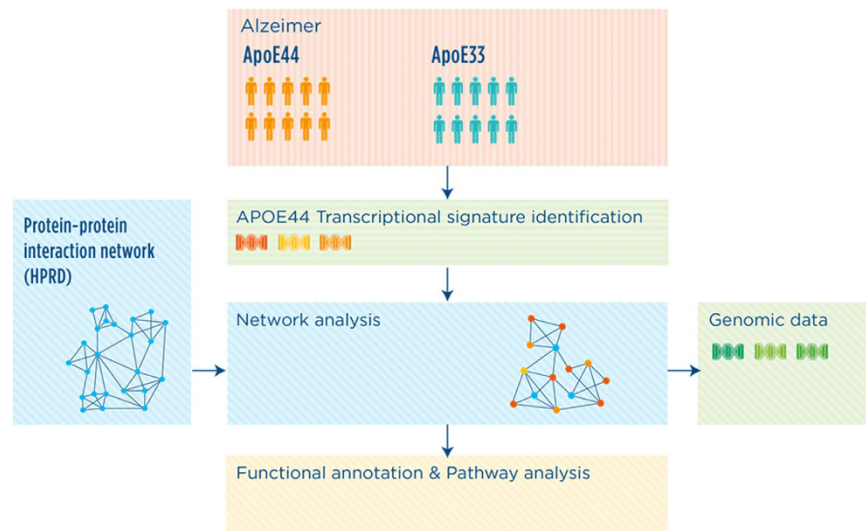 Alzeimer
ApoE44
ApoE33
APOE44 Transcriptional signature identification
Protein-protein
interaction network
(HPRD)
Network analysis
Genomic data
Functional annotation & Pathway analysis